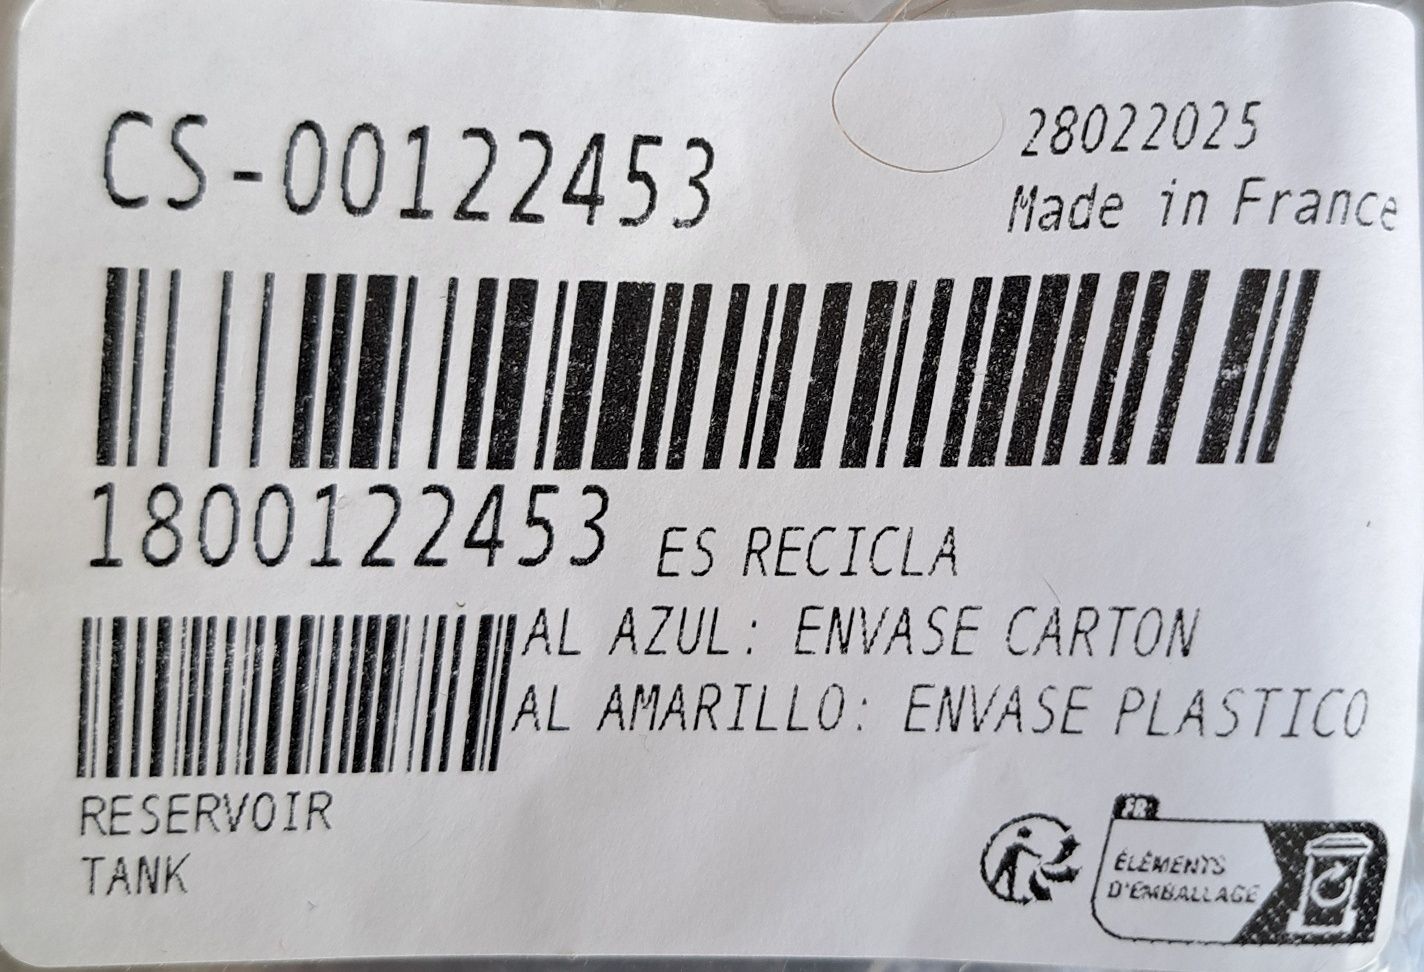 CS-00122453
28022025
Made in France
1800122453
ES RECICLA
AL AZUL: ENVASE CARTON
AL AMARILLO: ENVASE PLASTICO
RESERVOIR
TANK
FR
ÉLÉMENTS
D'EMBALLAGE